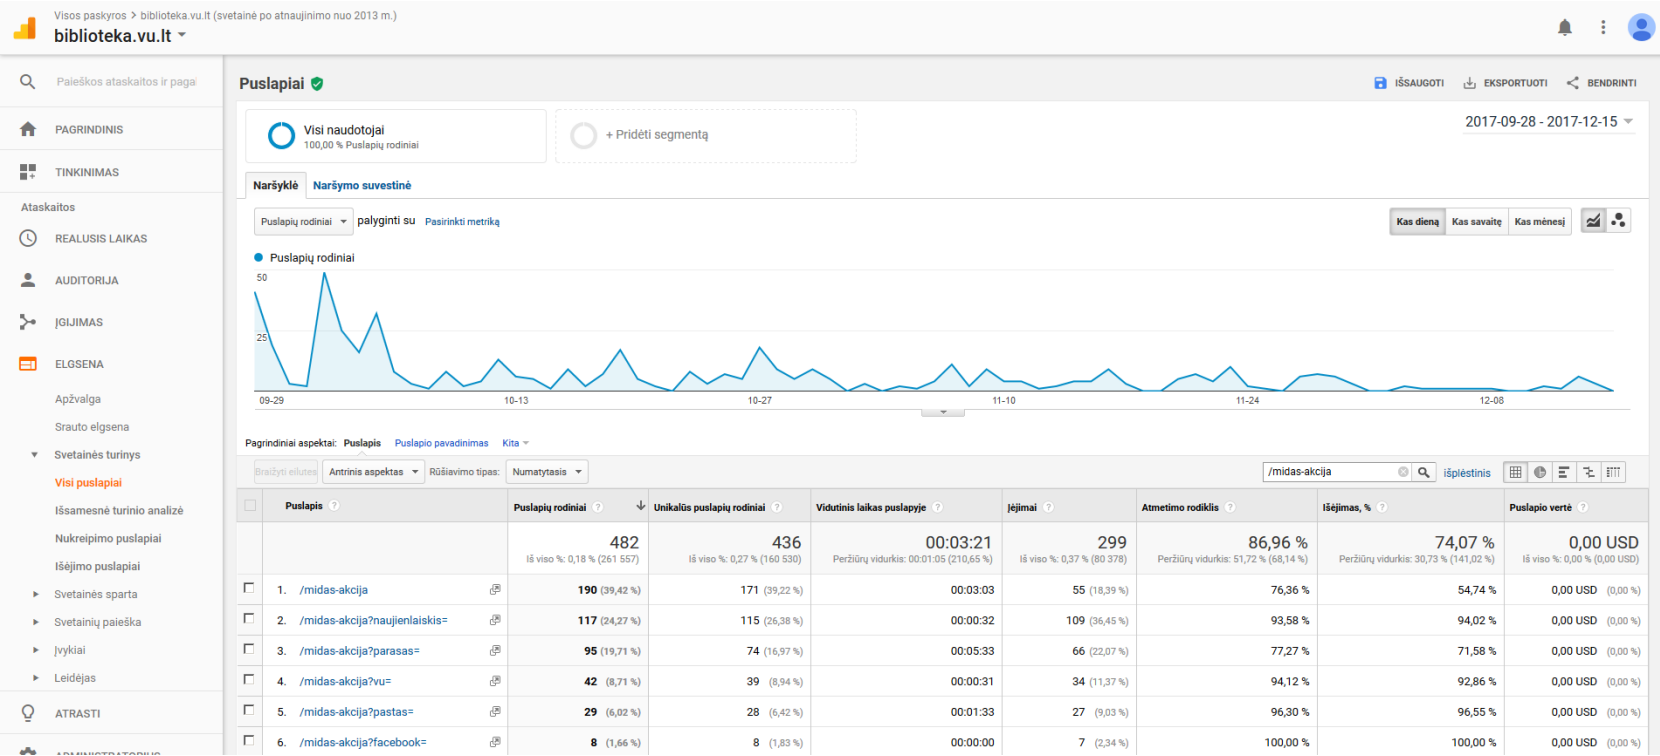 Visos paskyros > biblioteka.vu.lt (svetainė po atnaujinimo nuo 2013 m.)
biblioteka.vu.lt
Paieškos ataskaitos ir pagal
Puslapiai
IŠSAUGOTI
EKSPORTUOTI
BENDRINTI
PAGRINDINIS
TINKINIMAS
Ataskaitos
REALUSIS LAIKAS
AUDITORIJA
ĮGIJIMAS
ELGSENA
Apžvalga
Srauto elgsena
Svetainės turinys
Visi puslapiai
Išsamesnė turinio analizė
Nukreipimo puslapiai
Išėjimo puslapiai
Svetainės sparta
Svetainių paieška
Įvykiai
Leidėjas
ATRASTI
Visi naudotojai
100,00 % Puslapių rodiniai
+ Pridėti segmentą
2017-09-28 - 2017-12-15
Naršyklė Naršymo suvestinė
Puslapių rodiniai palyginti su Pasirinkti metriką
Kas dieną Kas savaitę Kas mėnesį
Puslapių rodiniai
50
25
09-29 10-13 10-27 11-10 11-24 12-08
Pagrindiniai aspektai: Puslapis Puslapio pavadinimas Kita
Braižyti eilutes Antrinis aspektas Rūšiavimo tipas: Numatytasis /midas-akcija išplėstinis
Puslapis Puslapių rodiniai Unikalūs puslapių rodiniai Vidutinis laikas puslapyje Įėjimai Atmetimo rodiklis Išėjimas, % Puslapio vertė
482 436 00:03:21 299 86,96 % 74,07 % 0,00 USD
Iš viso %: 0,18 % (261 557) Iš viso %: 0,27 % (160 530) Peržiūrų vidurkis: 00:01:05 (210,65 %) Iš viso %: 0,37 % (80 378) Peržiūrų vidurkis: 51,72 % (68,14 %) Peržiūrų vidurkis: 30,73 % (141,02 %) Iš viso %: 0,00 % (0,00 USD)
1. /midas-akcija 190 (39,42 %) 171 (39,22 %) 00:03:03 55 (18,39 %) 76,36 % 54,74 % 0,00 USD (0,00 %)
2. /midas-akcija?naujienlaiskis= 117 (24,27 %) 115 (26,38 %) 00:00:32 109 (36,45 %) 93,58 % 94,02 % 0,00 USD (0,00 %)
3. /midas-akcija?parasas= 95 (19,71 %) 74 (16,97 %) 00:05:33 66 (22,07 %) 77,27 % 71,58 % 0,00 USD (0,00 %)
4. /midas-akcija?vu= 42 (8,71 %) 39 (8,94 %) 00:00:31 34 (11,37 %) 94,12 % 92,86 % 0,00 USD (0,00 %)
5. /midas-akcija?pastas= 29 (6,02 %) 28 (6,42 %) 00:01:33 27 (9,03 %) 96,30 % 96,55 % 0,00 USD (0,00 %)
6. /midas-akcija?facebook= 8 (1,66 %) 8 (1,83 %) 00:00:00 7 (2,34 %) 100,00 % 100,00 % 0,00 USD (0,00 %)